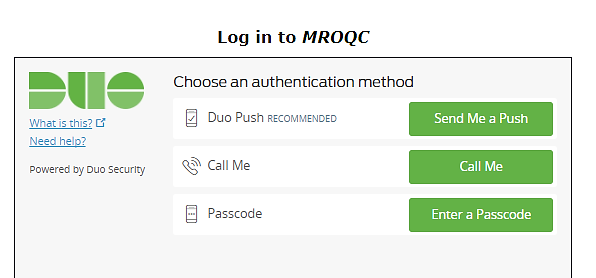 Log in to MROQC
DUO
What is this?
Need help?
Powered by Duo Security
Choose an authentication method
Duo Push RECOMMENDED
Send Me a Push
Call Me
Call Me
Passcode
Enter a Passcode